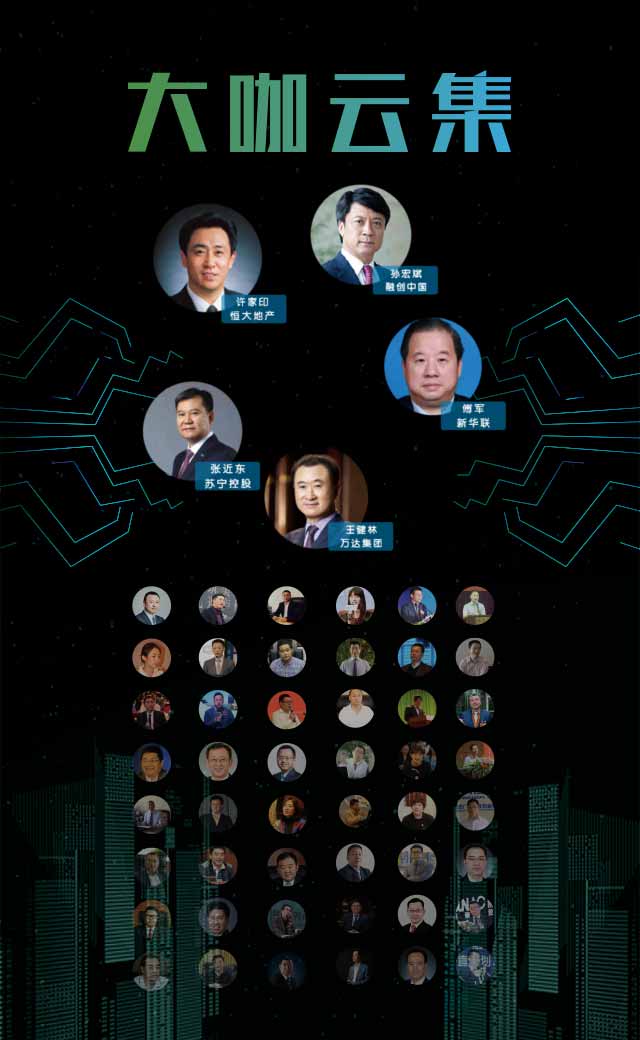 大咖云集
孙宏斌
融创中国
许家印
恒大地产
傅军
新华联
张近东
苏宁控股
王健林
万达集团